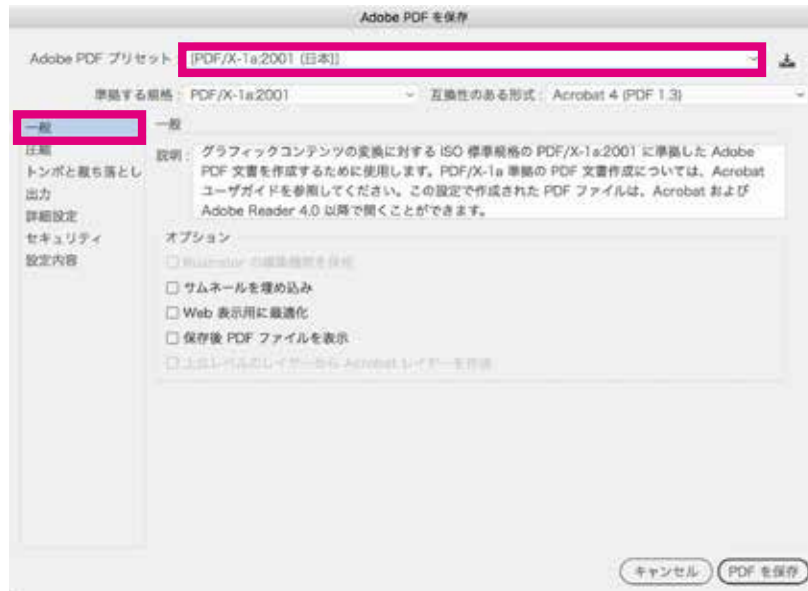 Adobe PDF を保存
Adobe PDF プリセット： [PDF/X-1a:2001 (日本)]
準拠する規格： PDF/X-1a:2001 互換性のある形式： Acrobat 4 (PDF 1.3)
一般
圧縮
トンボと裁ち落とし
出力
詳細設定
セキュリティ
設定内容
一般
説明： グラフィックコンテンツの変換に対する ISO 標準規格の PDF/X-1a:2001 に準拠した Adobe
PDF 文書を作成するために使用します。PDF/X-1a 準拠の PDF 文書作成については、Acrobat
ユーザガイドを参照してください。この設定で作成された PDF ファイルは、Acrobat および
Adobe Reader 4.0 以降で開くことができます。
オプション
Illustrator の編集機能を保持
サムネールを埋め込み
Web 表示用に最適化
保存後 PDF ファイルを表示
上位レベルのレイヤーから Acrobat レイヤーを作成
キャンセル
PDF を保存